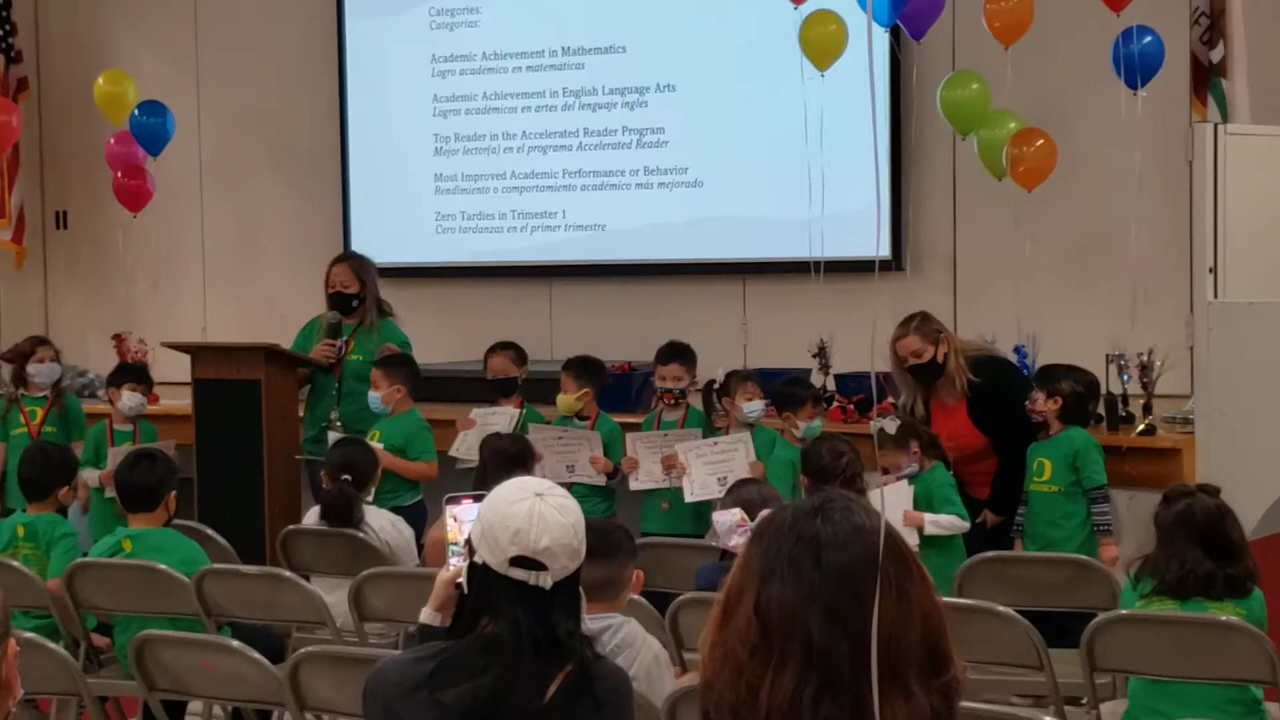 Categories:
Categorias:
Academic Achievement in Mathematics
Logro académico en matemáticas
Academic Achievement in English Language Arts
Logros académicos en artes del lenguaje inglés
Top Reader in the Accelerated Reader Program
Mejor lector(a) en el programa Accelerated Reader
Most Improved Academic Performance or Behavior
Rendimiento o comportamiento académico más mejorado
Zero Tardies in Trimester 1
Cero tardanzas en el primer trimestre